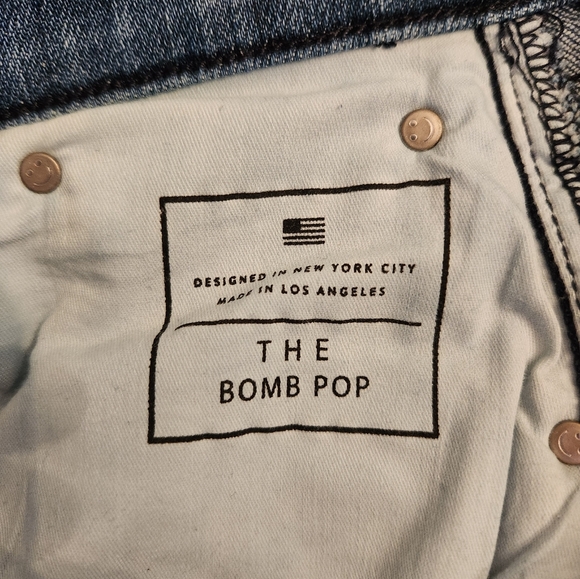 DESIGNED IN NEW YORK CITY
MADE IN LOS ANGELES
THE
BOMB POP